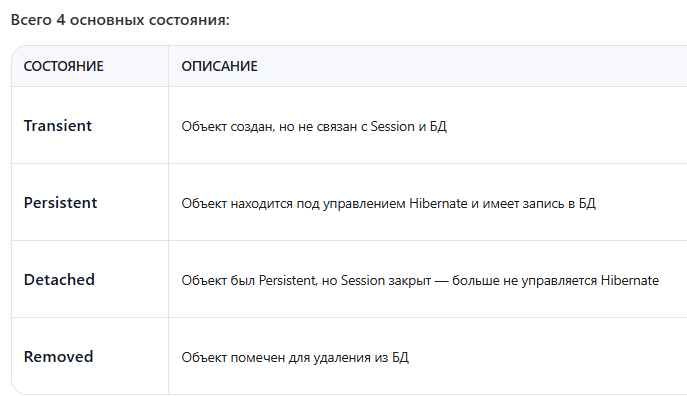 Всего 4 основных состояния:
СОСТОЯНИЕ ОПИСАНИЕ
Transient Объект создан, но не связан с Session и БД
Persistent Объект находится под управлением Hibernate и имеет запись в БД
Detached Объект был Persistent, но Session закрыт — больше не управляется Hibernate
Removed Объект помечен для удаления из БД